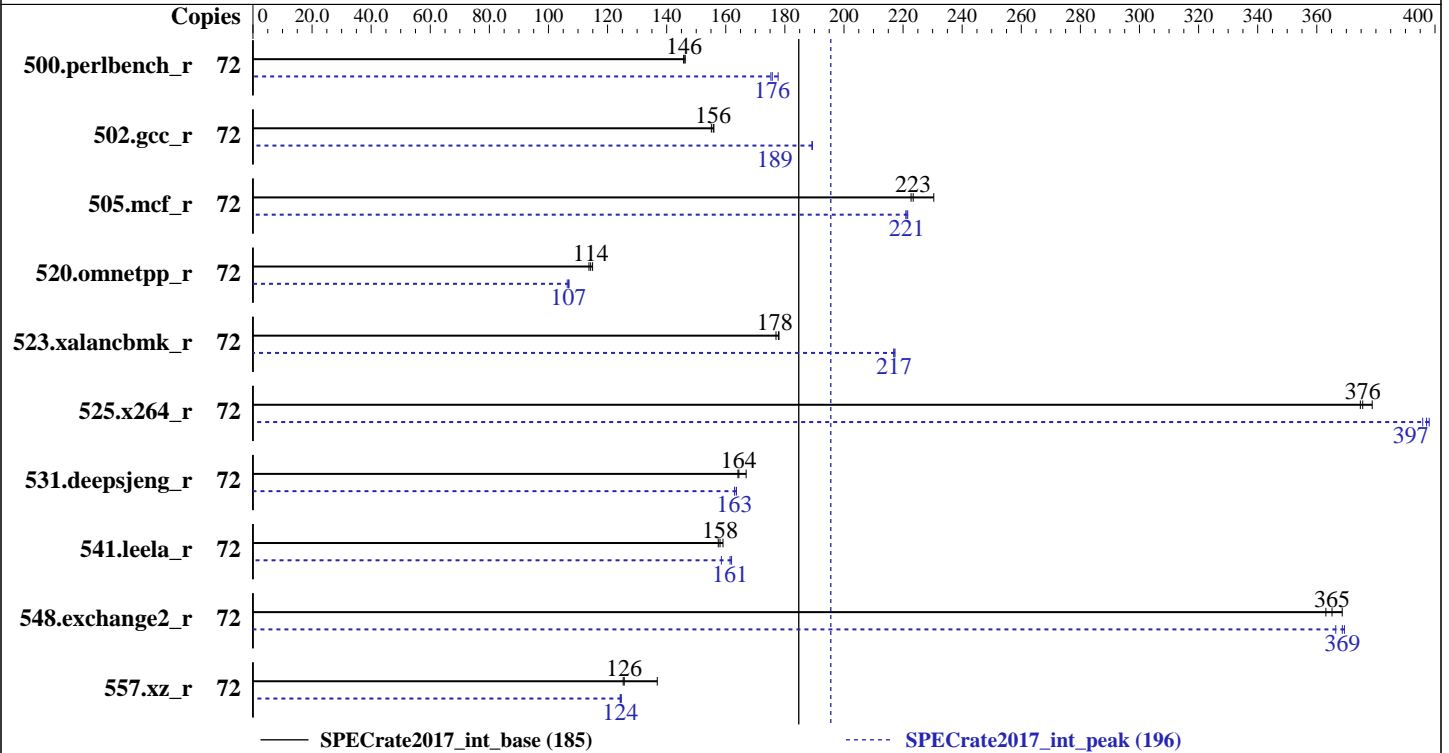 Copies 0 20.0 40.0 60.0 80.0 100 120 140 160 180 200 220 240 260 280 300 320 340 360 400
146
500.perlbench_r 72
176
156
502.gcc_r 72
189
223
505.mcf_r 72
221
114
520.omnetpp_r 72
107
178
523.xalancbmk_r 72
217
376
525.x264_r 72
397
164
531.deepsjeng_r 72
163
158
541.leela_r 72
161
365
548.exchange2_r 72
369
126
557.xz_r 72
124
SPECrate2017_int_base (185) SPECrate2017_int_peak (196)